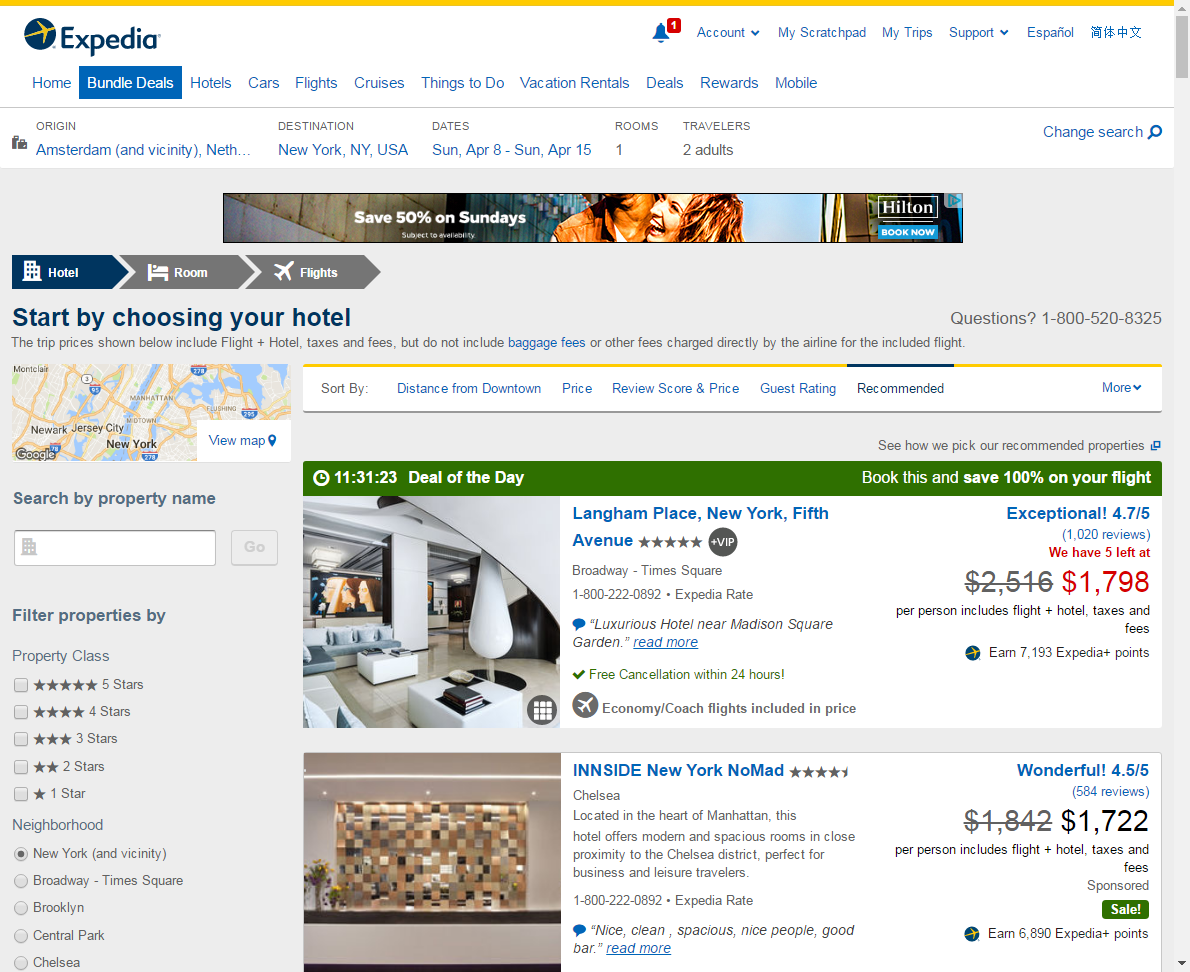 Expedia
1
Account
My Scratchpad
My Trips
Support
Español
简体中文
Home
Bundle Deals
Hotels
Cars
Flights
Cruises
Things to Do
Vacation Rentals
Deals
Rewards
Mobile
ORIGIN
Amsterdam (and vicinity), Neth...
DESTINATION
New York, NY, USA
DATES
Sun, Apr 8 - Sun, Apr 15
ROOMS
1
TRAVELERS
2 adults
Change search
Save 50% on Sundays
Subject to availability.
Hilton
BOOK NOW
Hotel
Room
Flights
Start by choosing your hotel
Questions? 1-800-520-8325
The trip prices shown below include Flight + Hotel, taxes and fees, but do not include baggage fees or other fees charged directly by the airline for the included flight.
Montclair
3
95
278
MANHATTAN
FLUSHING
295
MIDTOWN
Newark
Jersey City
New York
78
278
Google
View map
Sort By:
Distance from Downtown
Price
Review Score & Price
Guest Rating
Recommended
More
See how we pick our recommended properties
Search by property name
Go
Filter properties by
Property Class
5 Stars
4 Stars
3 Stars
2 Stars
1 Star
Neighborhood
New York (and vicinity)
Broadway - Times Square
Brooklyn
Central Park
Chelsea
11:31:23 Deal of the Day
Book this and save 100% on your flight
Langham Place, New York, Fifth
Avenue
+VIP
Broadway - Times Square
1-800-222-0892 • Expedia Rate
“Luxurious Hotel near Madison Square
Garden.” read more
Free Cancellation within 24 hours!
Economy/Coach flights included in price
Exceptional! 4.7/5
(1,020 reviews)
We have 5 left at
$2,516 $1,798
per person includes flight + hotel, taxes and
fees
Earn 7,193 Expedia+ points
INNSIDE New York NoMad
Chelsea
Located in the heart of Manhattan, this
hotel offers modern and spacious rooms in close
proximity to the Chelsea district, perfect for
business and leisure travelers.
1-800-222-0892 • Expedia Rate
“Nice, clean , spacious, nice people, good
bar.” read more
Wonderful! 4.5/5
(584 reviews)
$1,842 $1,722
per person includes flight + hotel, taxes and
fees
Sponsored
Sale!
Earn 6,890 Expedia+ points